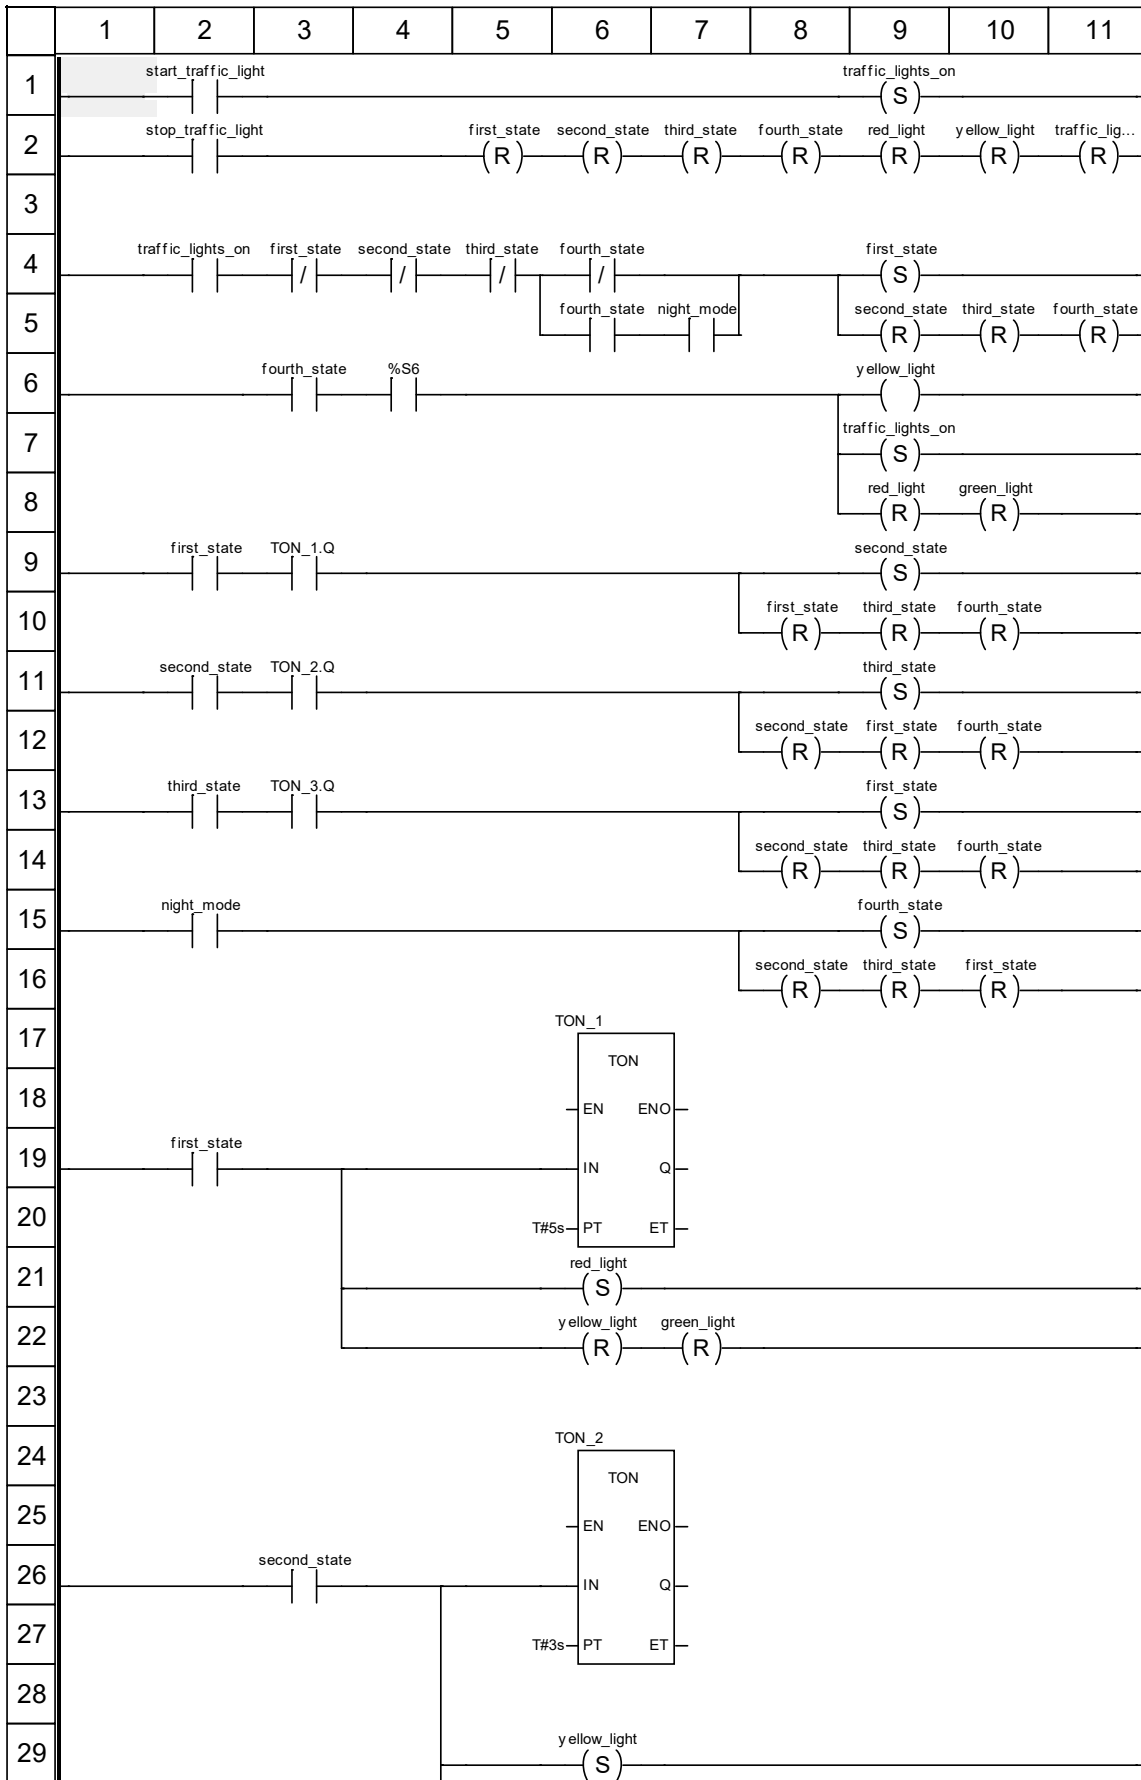 1 2 3 4 5 6 7 8 9 10 11
1
start_traffic_light traffic_lights_on
(S)
2
stop_traffic_light first_state second_state third_state fourth_state red_light yellow_light traffic_lig...
(R) (R) (R) (R) (R) (R) (R)
3
4
traffic_lights_on first_state second_state third_state fourth_state first_state
/ / / / (S)
5
fourth_state night_mode second_state third_state fourth_state
(R) (R) (R)
6
fourth_state %S6 yellow_light
( )
7
traffic_lights_on
(S)
8
red_light green_light
(R) (R)
9
first_state TON_1.Q second_state
(S)
10
first_state third_state fourth_state
(R) (R) (R)
11
second_state TON_2.Q third_state
(S)
12
second_state first_state fourth_state
(R) (R) (R)
13
third_state TON_3.Q first_state
(S)
14
second_state third_state fourth_state
(R) (R) (R)
15
night_mode fourth_state
(S)
16
second_state third_state first_state
(R) (R) (R)
17
TON_1
TON
18
EN ENO
19
first_state
IN Q
20
T#5s PT ET
21
red_light
(S)
22
yellow_light green_light
(R) (R)
23
24
TON_2
TON
25
EN ENO
26
second_state
IN Q
27
T#3s PT ET
28
29
yellow_light
(S)